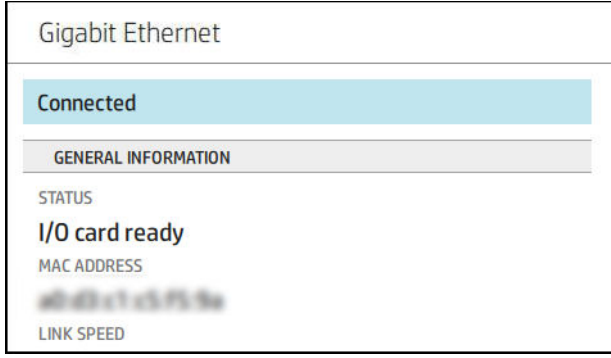 Gigabit Ethernet
Connected
GENERAL INFORMATION
STATUS
I/O card ready
MAC ADDRESS
LINK SPEED